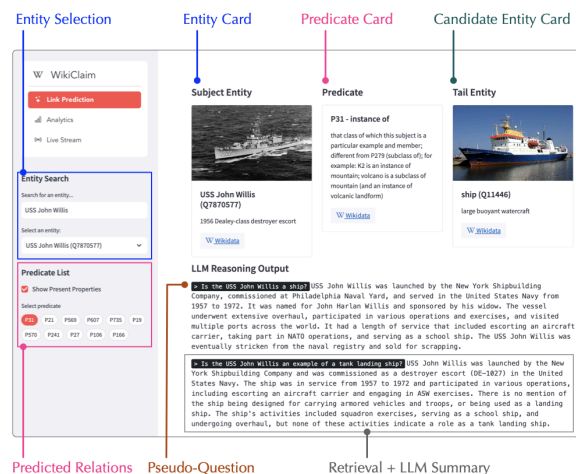 Entity Selection
Entity Card
Predicate Card
Candidate Entity Card
W WikiClaim
Link Prediction
Analytics
Live Stream
Entity Search
Search for an entity...
USS John Willis
Select an entity:
USS John Willis (Q7870577)
Predicate List
Show Present Properties
Select predicate
P31 P21 P569 P607 P735 P19
P570 P241 P27 P106 P166
Subject Entity
USS John Willis
(Q7870577)
1956 Dealey-class destroyer escort
W Wikidata
Predicate
P31 - instance of
that class of which this subject is a
particular example and member;
different from P279 (subclass of); for
example: K2 is an instance of
mountain; volcano is a subclass of
mountain (and an instance of
volcanic landform)
W Wikidata
Tail Entity
ship (Q11446)
large buoyant watercraft
W Wikidata
LLM Reasoning Output
> Is the USS John Willis a ship? USS John Willis was launched by the New York Shipbuilding
Company, commissioned at Philadelphia Naval Yard, and served in the United States Navy from
1957 to 1972. It was named for John Harlan Willis and sponsored by his widow. The vessel
underwent extensive overhaul, participated in various operations and exercises, and visited
multiple ports across the world. It had a length of service that included escorting an aircraft
carrier, taking part in NATO operations, and serving as a school ship. The USS John Willis was
eventually stricken from the naval registry and sold for scrapping.
> Is the USS John Willis an example of a tank landing ship? USS John Willis was launched by the New
York Shipbuilding Company and was commissioned as a destroyer escort (DE-1027) in the United
States Navy. The ship was in service from 1957 to 1972 and participated in various operations,
including escorting an aircraft carrier and engaging in ASW exercises. There is no mention of
the ship being designed for carrying armored vehicles and troops, or being used as a landing
ship. The ship's activities included squadron exercises, serving as a school ship, and
undergoing overhaul, but none of these activities indicate a role as a tank landing ship.
Predicted Relations
Pseudo-Question
Retrieval + LLM Summary